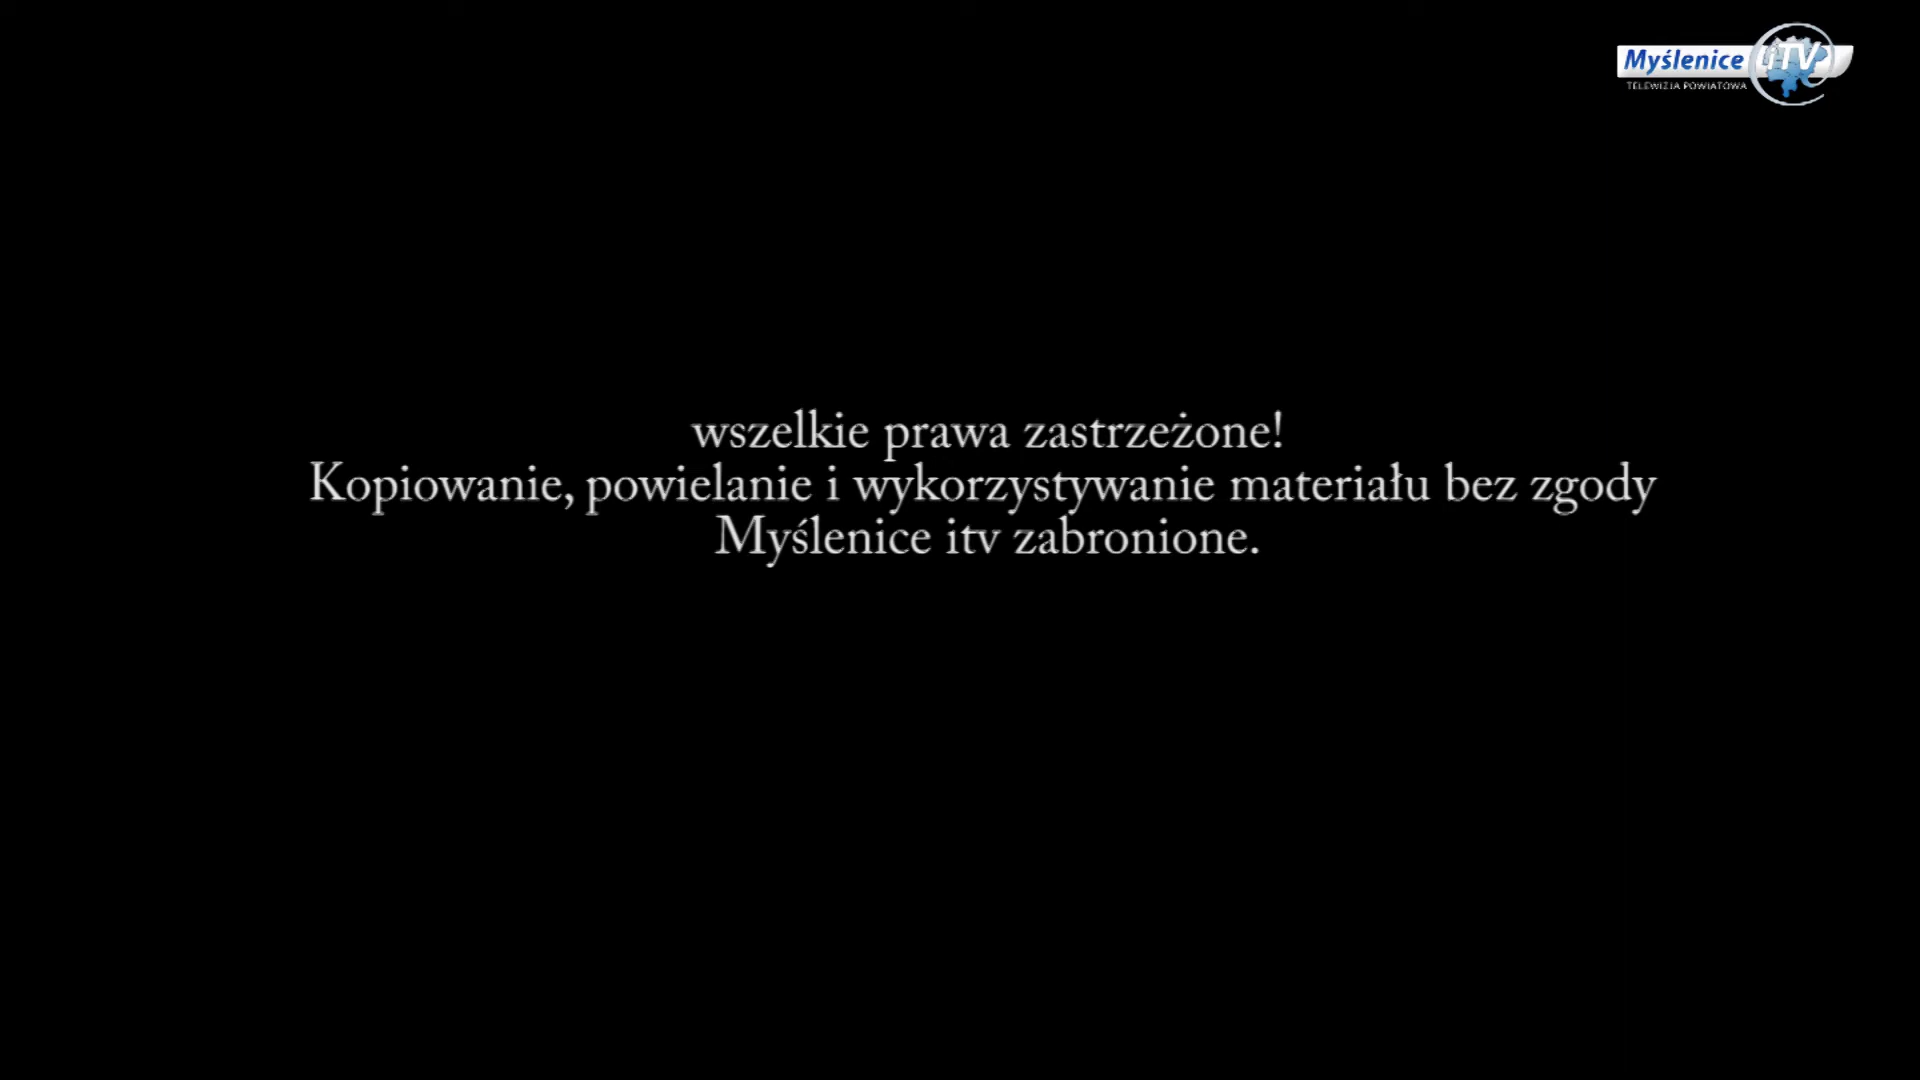 Myślenice iTV
TELEWIZJA POWIATOWA
wszelkie prawa zastrzeżone!
Kopiowanie, powielanie i wykorzystywanie materiału bez zgody
Myślenice itv zabronione.